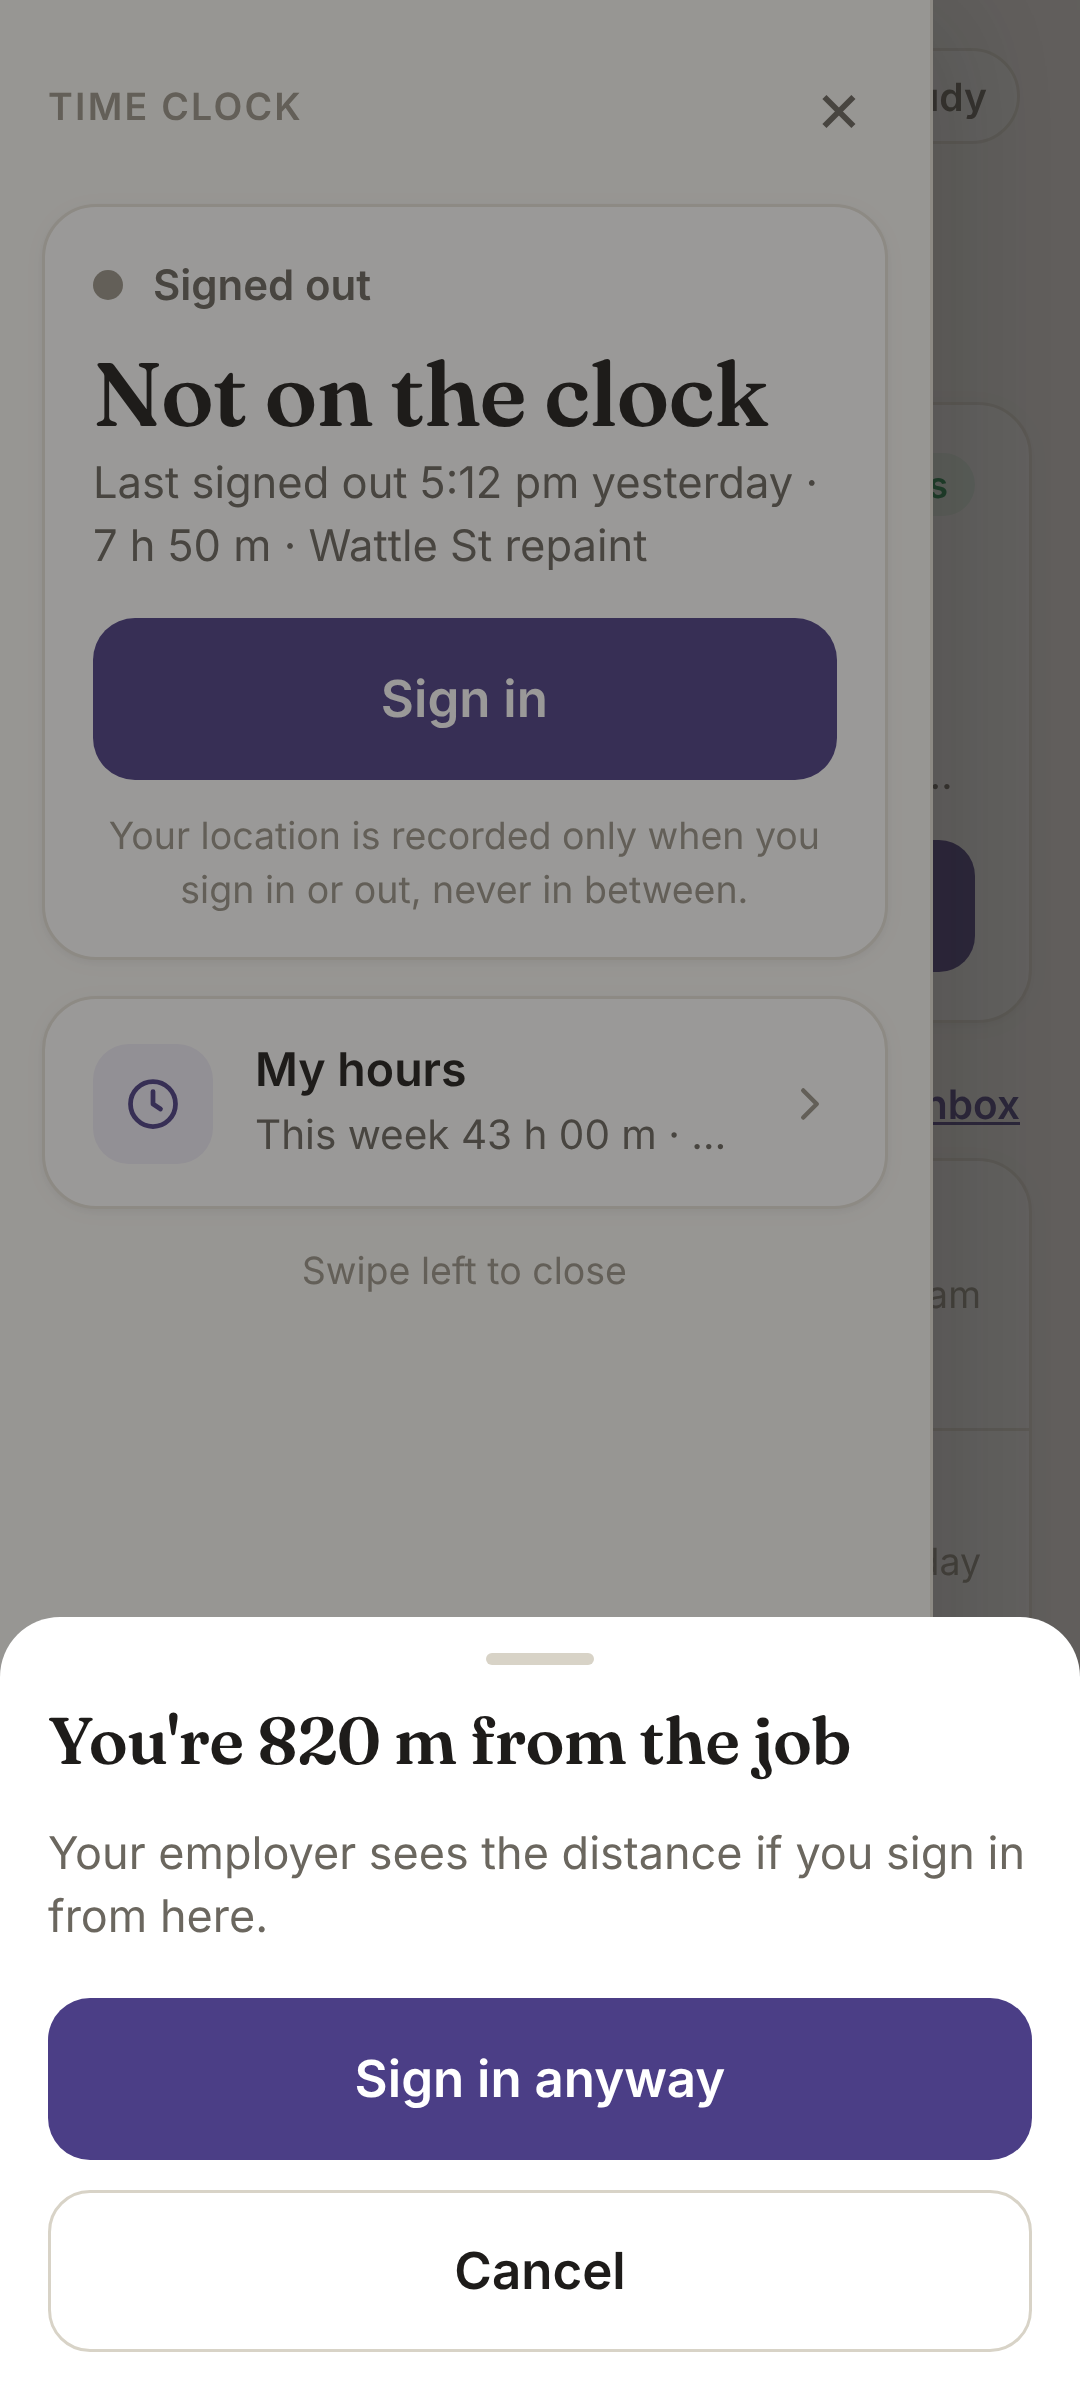 TIME CLOCK
Signed out
Not on the clock
Last signed out 5:12 pm yesterday ·
7 h 50 m · Wattle St repaint
Sign in
Your location is recorded only when you
sign in or out, never in between.
My hours
This week 43 h 00 m · ...
Swipe left to close
You're 820 m from the job
Your employer sees the distance if you sign in
from here.
Sign in anyway
Cancel